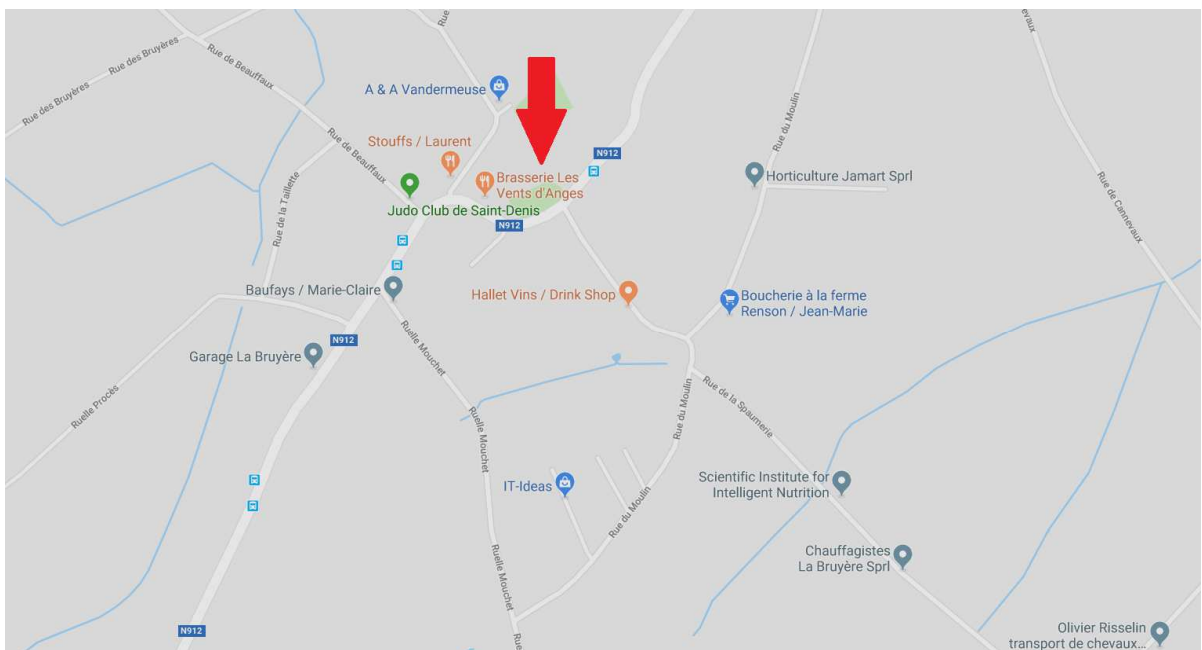 Rue
Cannevaux
Rue des Bruyères
Rue de Beauffaux
A & A Vandermeuse
Rue des Bruyères
Rue du Moulin
Stouffs / Laurent
Rue de Beauffaux
N912
Brasserie Les
Vents d'Anges
Horticulture Jamart Sprl
Rue de Cannevaux
Judo Club de Saint-Denis
Rue de la Taillette
N912
Baufays / Marie-Claire
Hallet Vins / Drink Shop
Boucherie à la ferme
Renson / Jean-Marie
N912
Garage La Bruyère
Ruelle Mouchet
Ruelle Procès
Rue du Moulin
Rue de la Spaumerie
Ruelle Mouchet
IT-Ideas
Scientific Institute for
Intelligent Nutrition
Rue du Moulin
Ruelle Mouchet
Chauffagistes
La Bruyère Sprl
N912
Rue
Olivier Risselin
transport de chevaux...